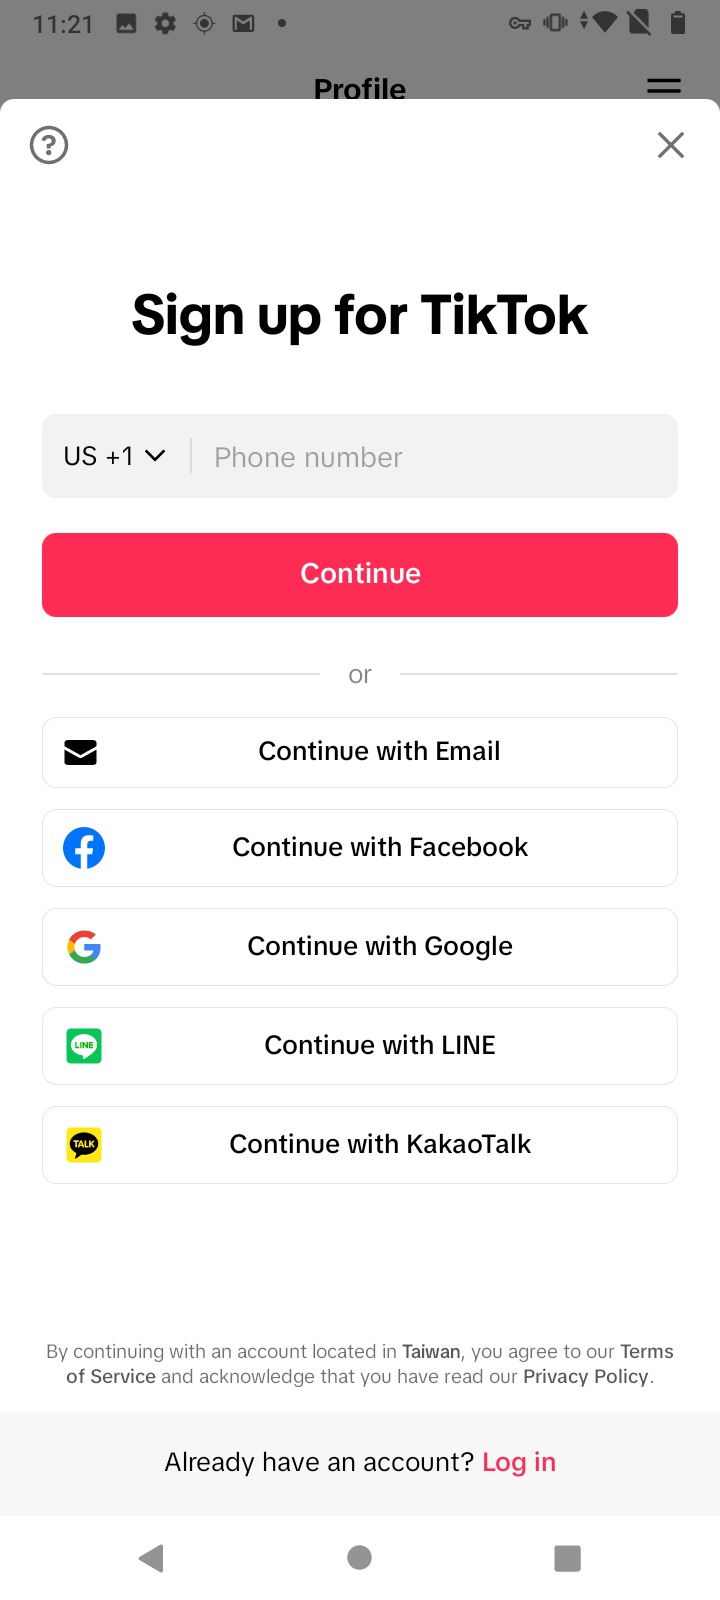 11:21
Profile
Sign up for TikTok
US +1 Phone number
Continue
or
Continue with Email
Continue with Facebook
Continue with Google
LINE Continue with LINE
TALK Continue with KakaoTalk
By continuing with an account located in Taiwan, you agree to our Terms
of Service and acknowledge that you have read our Privacy Policy.
Already have an account? Log in